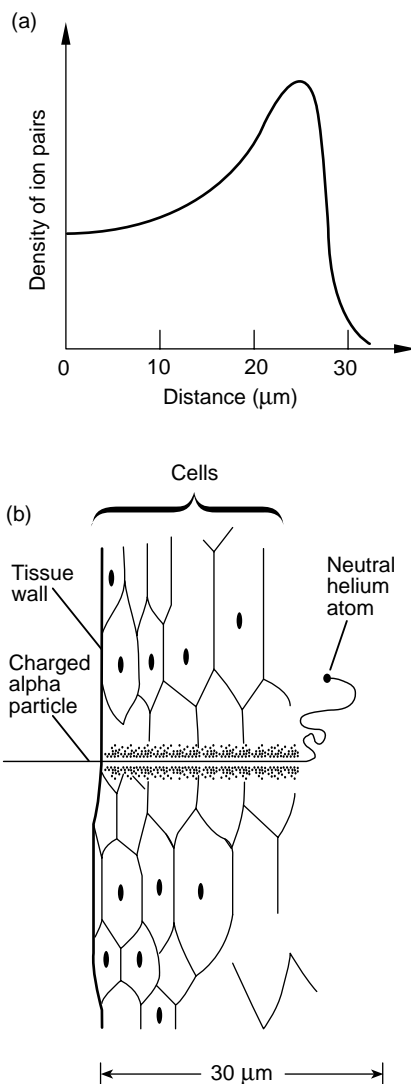 (a)
Density of ion pairs
0
10
20
30
Distance (μm)
Cells
(b)
Tissue
wall
Neutral
helium
atom
Charged
alpha
particle
30 μm